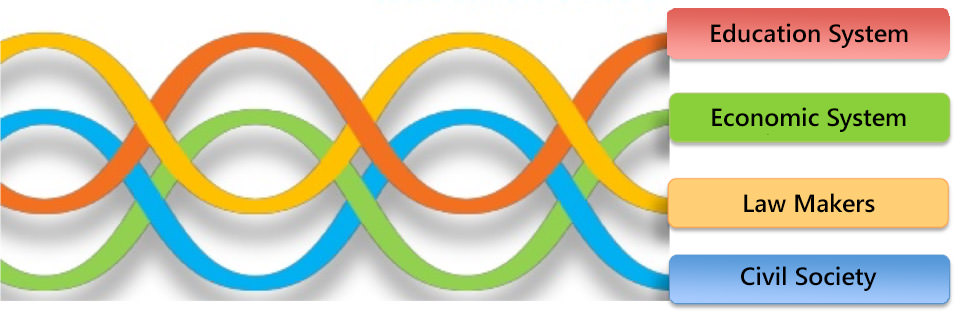 Education System
Economic System
Law Makers
Civil Society